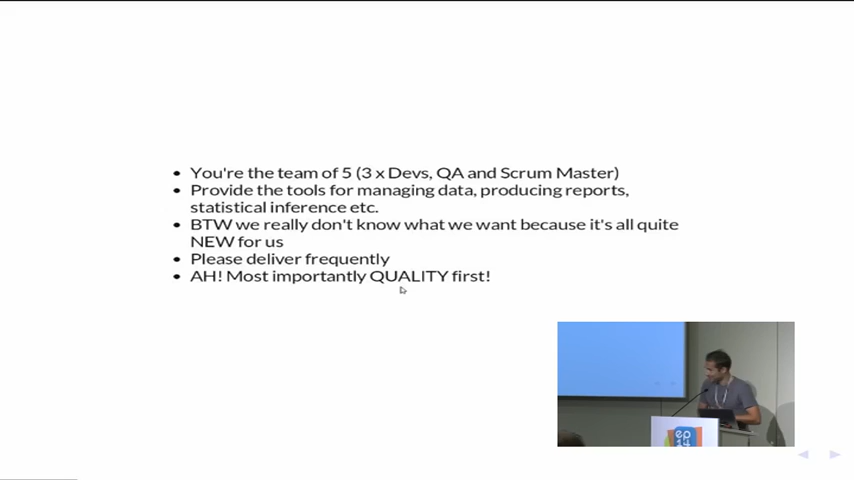 • You're the team of 5 (3 x Devs, QA and Scrum Master)
• Provide the tools for managing data, producing reports,
statistical inference etc.
• BTW we really don't know what we want because it's all quite
NEW for us
• Please deliver frequently
• AH! Most importantly QUALITY first!
ep
14